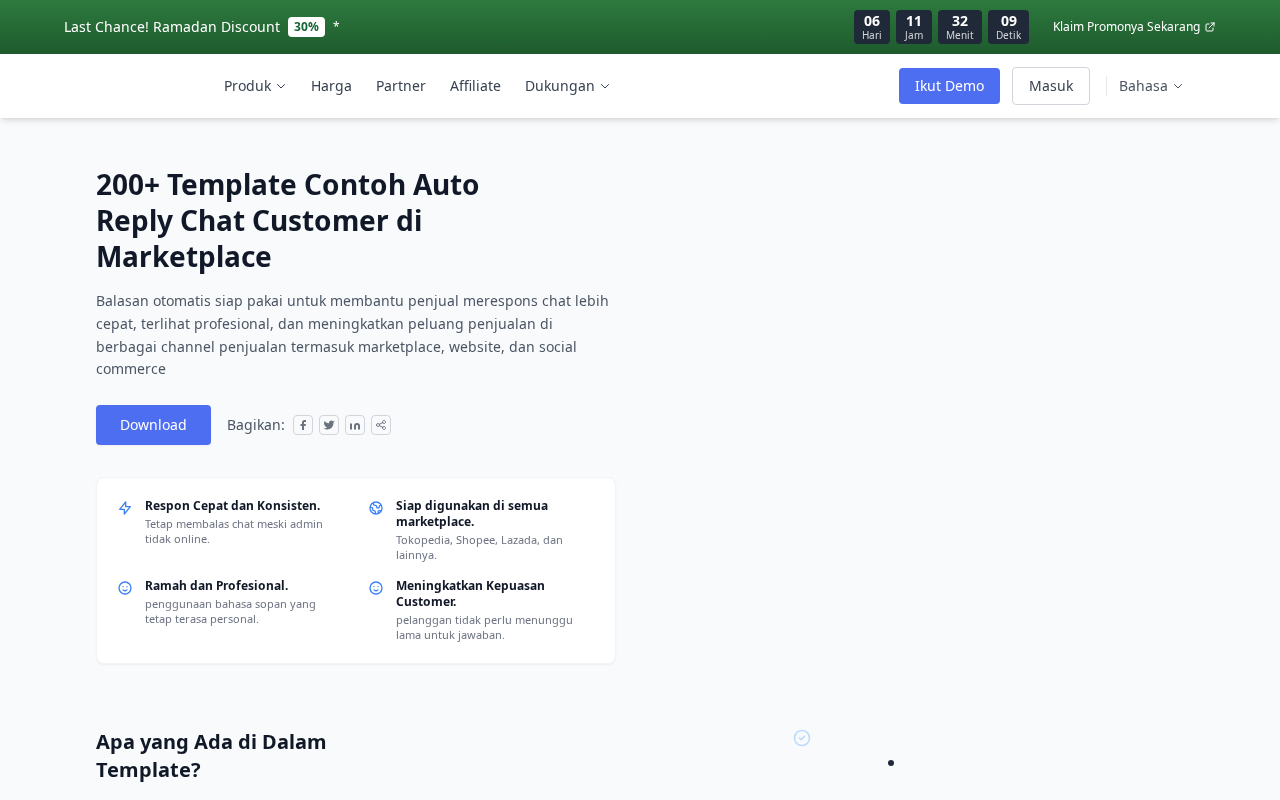 Last Chance! Ramadan Discount 30% *
06 11 32 09
Hari Jam Menit Detik
Klaim Promonya Sekarang
Produk Harga Partner Affiliate Dukungan
Ikut Demo Masuk Bahasa
200+ Template Contoh Auto
Reply Chat Customer di
Marketplace
Balasan otomatis siap pakai untuk membantu penjual merespons chat lebih
cepat, terlihat profesional, dan meningkatkan peluang penjualan di
berbagai channel penjualan termasuk marketplace, website, dan social
commerce
Download Bagikan:
Respon Cepat dan Konsisten.
Tetap membalas chat meski admin
tidak online.
Siap digunakan di semua
marketplace.
Tokopedia, Shopee, Lazada, dan
lainnya.
Ramah dan Profesional.
penggunaan bahasa sopan yang
tetap terasa personal.
Meningkatkan Kepuasan
Customer.
pelanggan tidak perlu menunggu
lama untuk jawaban.
Apa yang Ada di Dalam
Template?